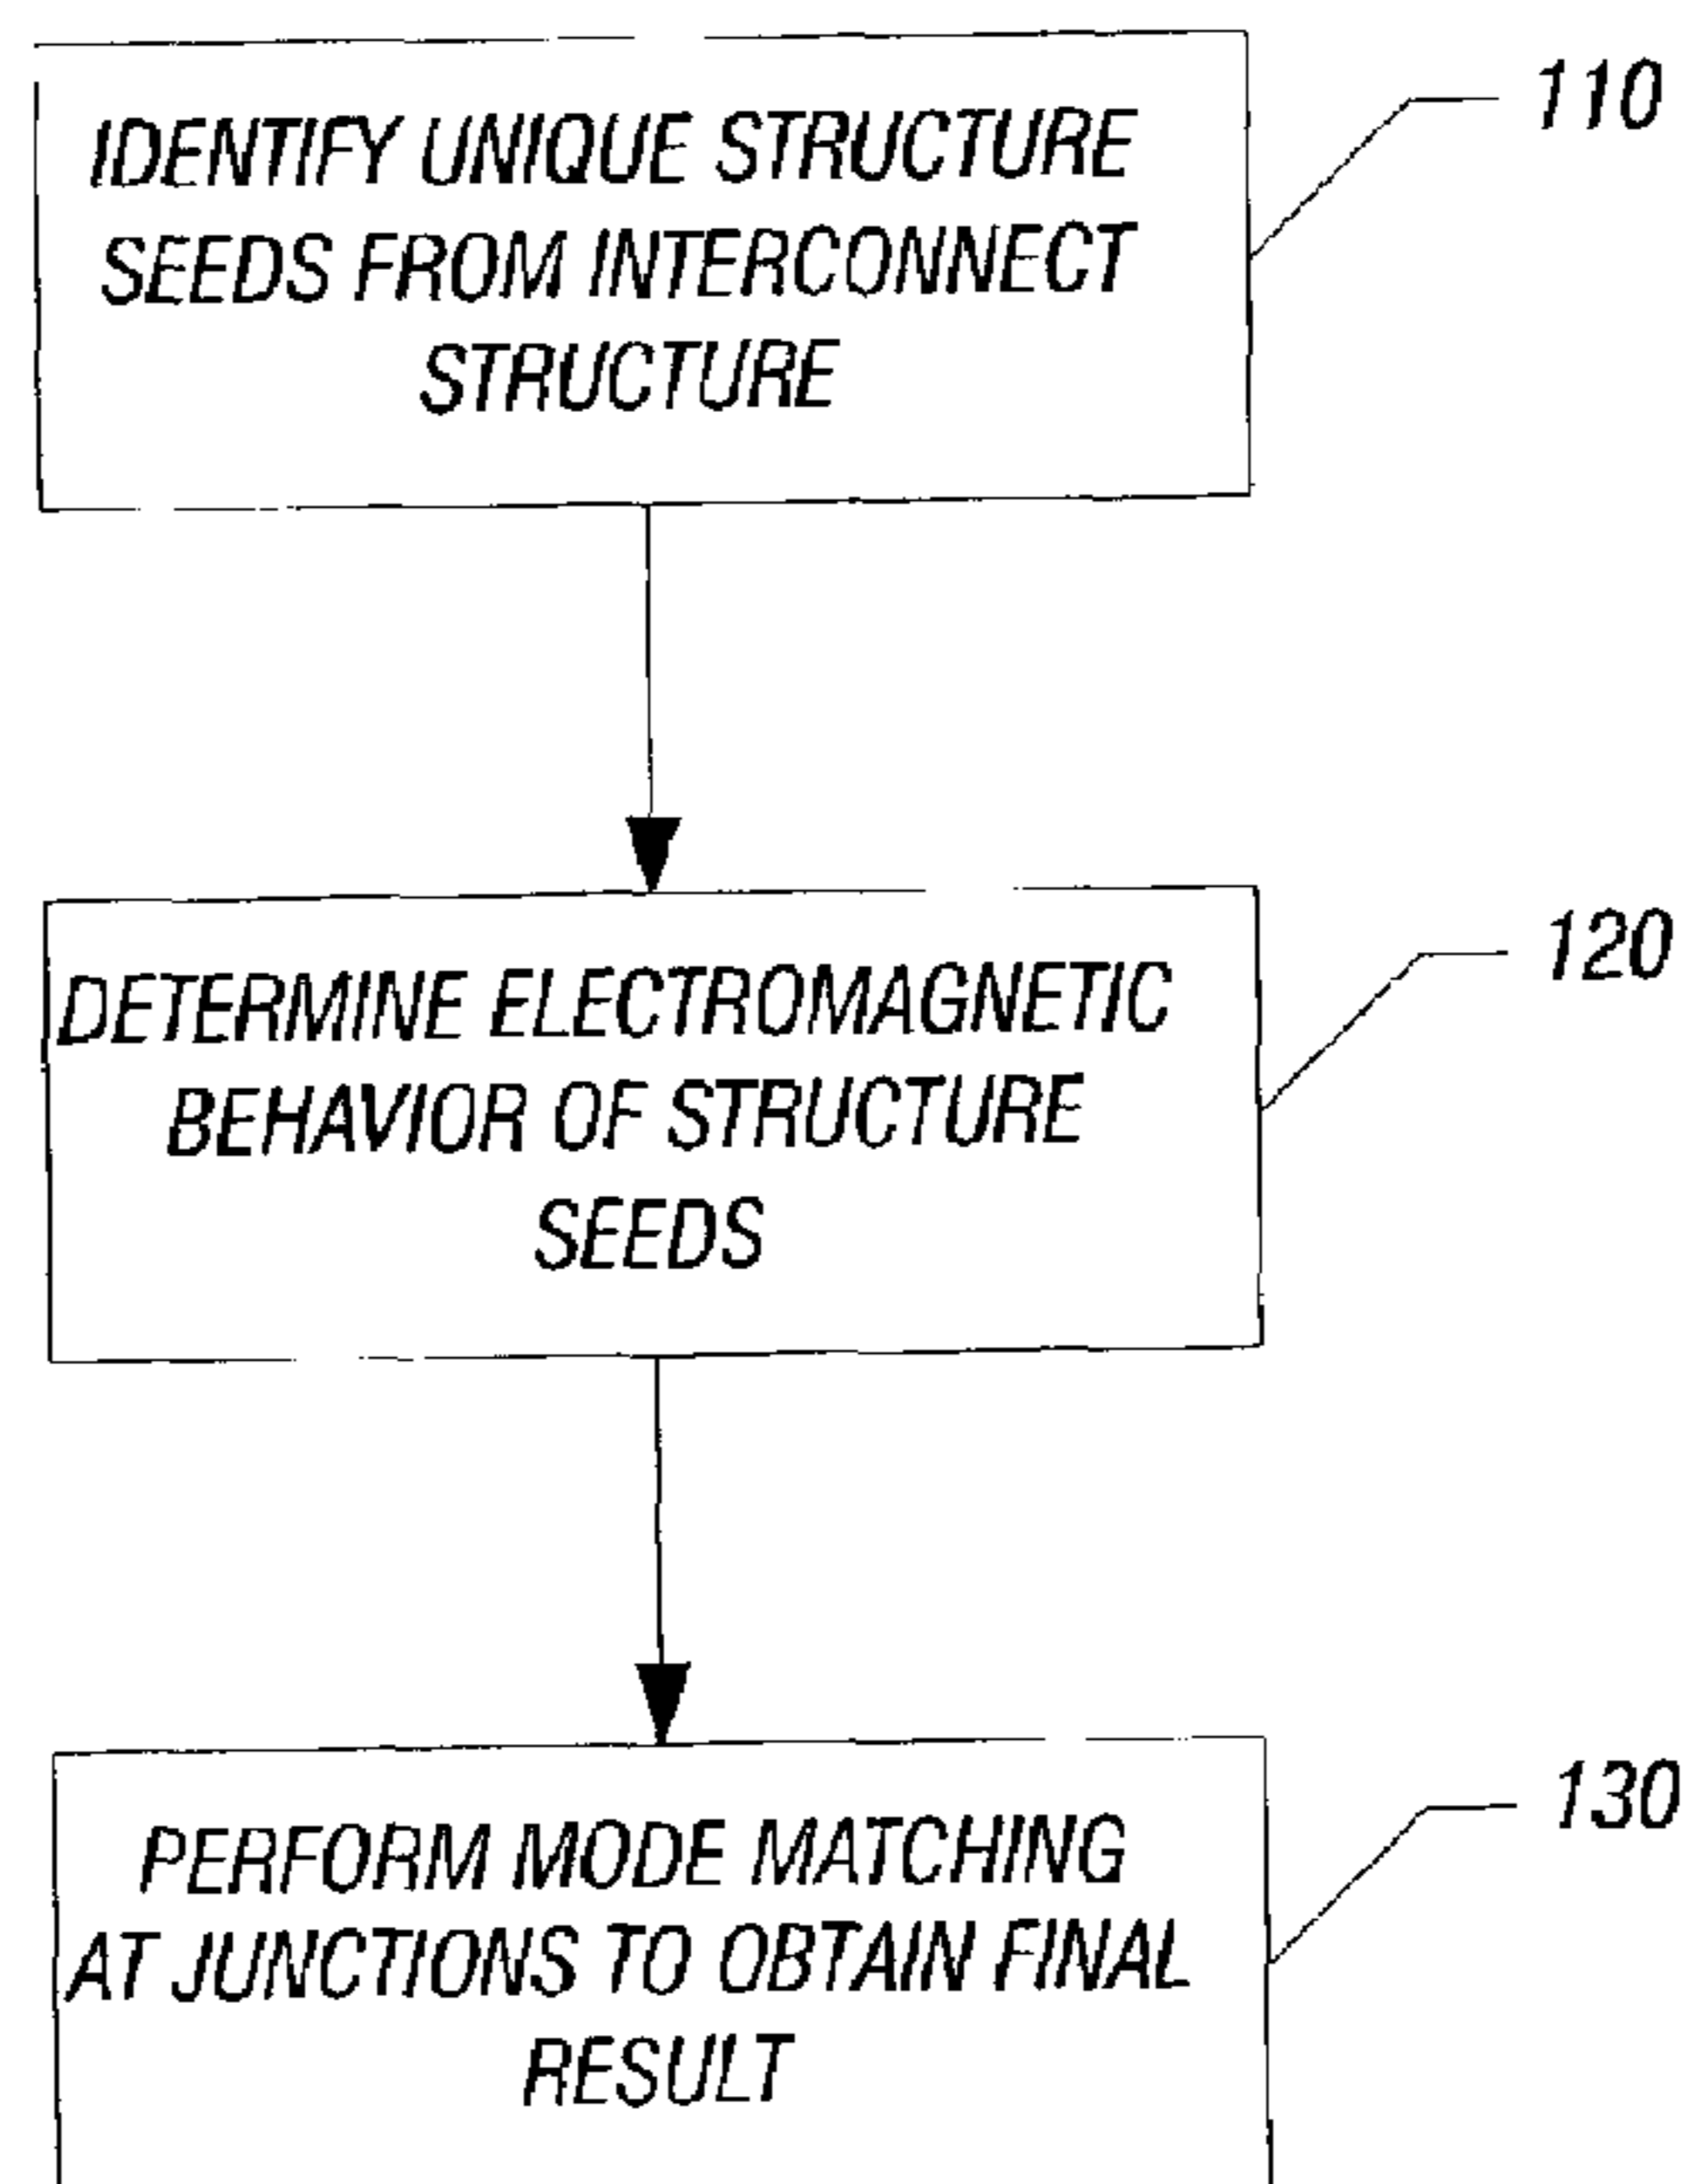 IDENTIFY UNIQUE STRUCTURE
SEEDS FROM INTERCONNECT
STRUCTURE
110
DETERMINE ELECTROMAGNETIC
BEHAVIOR OF STRUCTURE
SEEDS
120
PERFORM MODE MATCHING
AT JUNCTIONS TO OBTAIN FINAL
RESULT
130